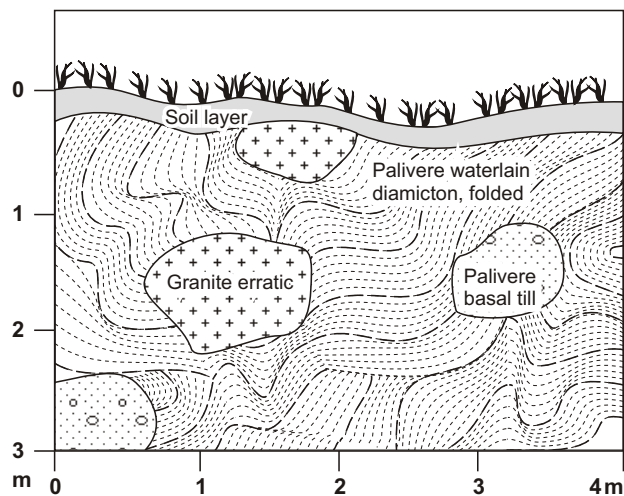 0
Soil layer
Palivere waterlain
diamicton, folded
1
Granite erratic
Palivere
basal till
2
3
m
0
1
2
3
4 m